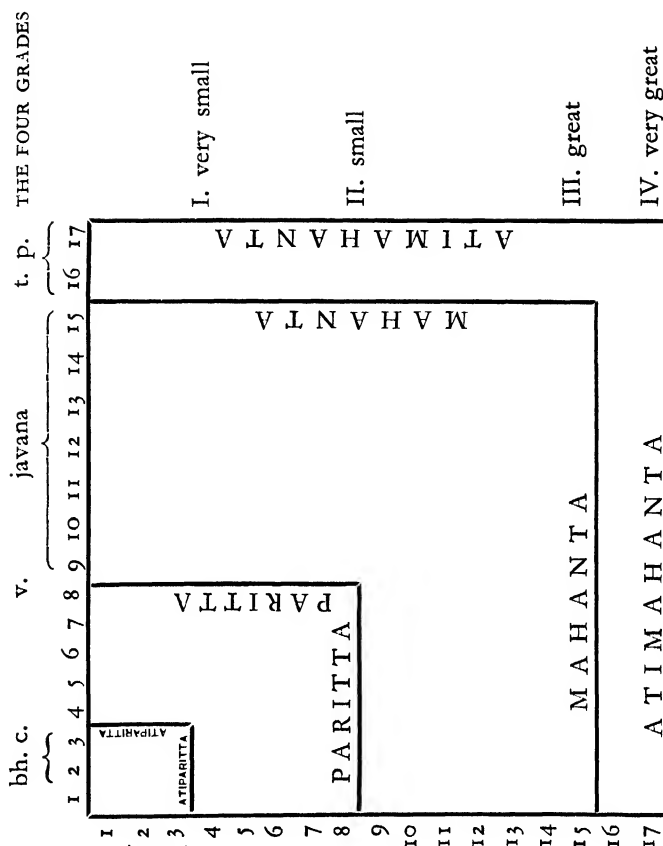 bh. c. v. javana t. p. THE FOUR GRADES
1 2 3 4 5 6 7 8 9 10 11 12 13 14 15 16 17
1
2
3
4
5
6
7
8
9
10
11
12
13
14
15
16
17
ATIPARITTA
ATIPARITTA
PARITTA
PARITTA
MAHANTA
MAHANTA
ATIMAHANTA
ATIMAHANTA
I. very small
II. small
III. great
IV. very great